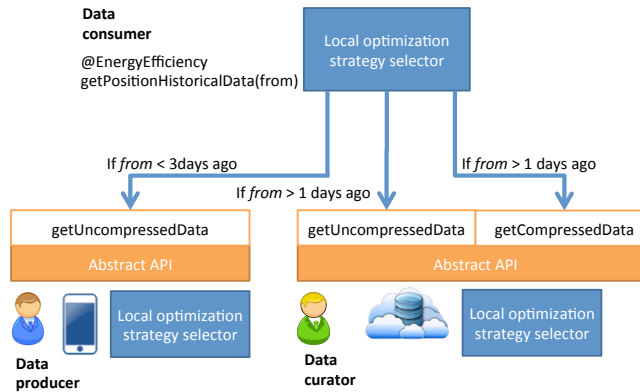 Data
consumer
@EnergyEfficiency
getPositionHistoricalData(from)
Local optimization
strategy selector
If from < 3days ago
If from > 1 days ago
If from > 1 days ago
getUncompressedData
Abstract API
getUncompressedData
getCompressedData
Abstract API
Local optimization
strategy selector
Data
producer
Local optimization
strategy selector
Data
curator